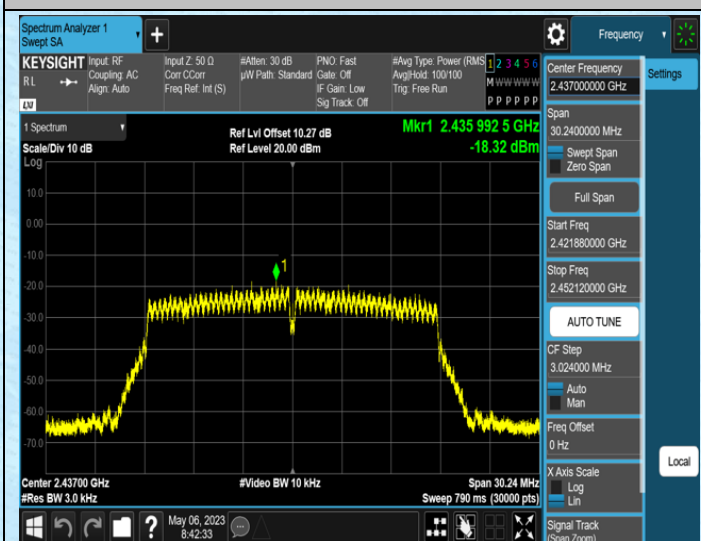 Spectrum Analyzer 1
Swept SA
+
Frequency
KEYSIGHT
R L
LXI
Input: RF
Coupling: AC
Align: Auto
Input Z: 50 Ω
Corr CCorr
Freq Ref: Int (S)
#Atten: 30 dB
µW Path: Standard
PNO: Fast
Gate: Off
IF Gain: Low
Sig Track: Off
#Avg Type: Power (RMS
Avg|Hold: 100/100
Trig: Free Run
1 2 3 4 5 6
M W W W W W
P P P P P P
1 Spectrum
Scale/Div 10 dB
Log
Ref Lvl Offset 10.27 dB
Ref Level 20.00 dBm
Mkr1 2.435 992 5 GHz
-18.32 dBm
10.0
0.00
-10.0
1
-20.0
-30.0
-40.0
-50.0
-60.0
-70.0
Center 2.43700 GHz
#Res BW 3.0 kHz
#Video BW 10 kHz
Span 30.24 MHz
Sweep 790 ms (30000 pts)
Center Frequency
2.437000000 GHz
Settings
Span
30.2400000 MHz
Swept Span
Zero Span
Full Span
Start Freq
2.421880000 GHz
Stop Freq
2.452120000 GHz
AUTO TUNE
CF Step
3.024000 MHz
Auto
Man
Freq Offset
0 Hz
X Axis Scale
Log
Lin
Local
Signal Track
(Span Zoom)
?
May 06, 2023
8:42:33